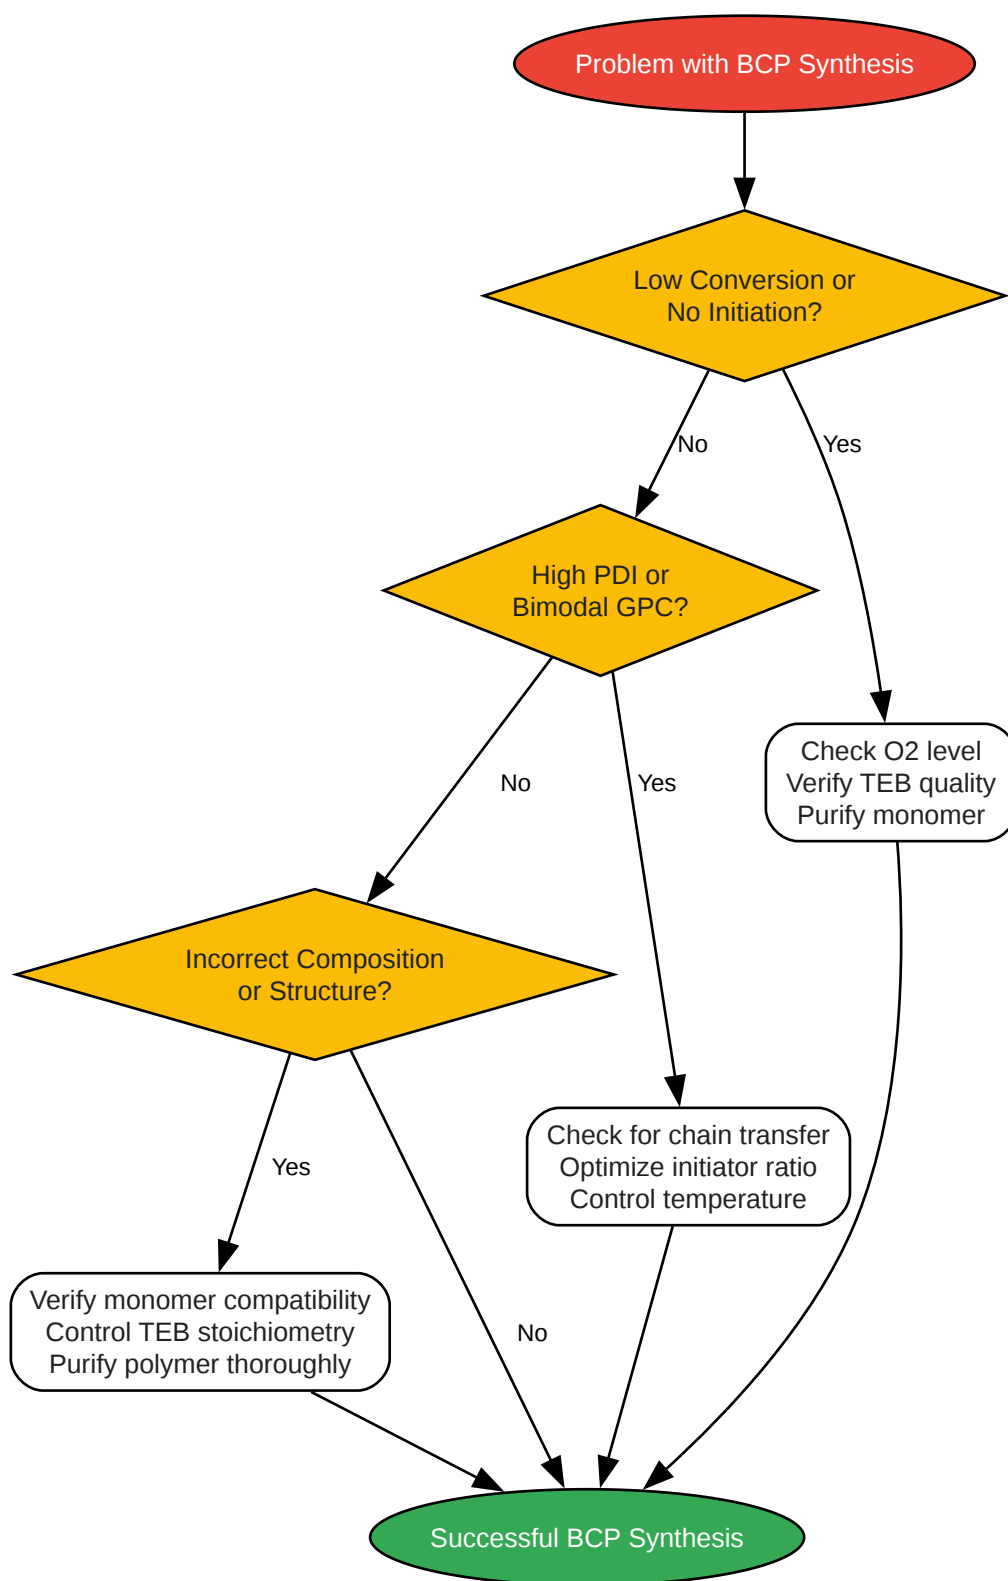 Problem with BCP Synthesis
Low Conversion or
No Initiation?
No
Yes
High PDI or
Bimodal GPC?
Check O2 level
Verify TEB quality
Purify monomer
No
Yes
Incorrect Composition
or Structure?
Check for chain transfer
Optimize initiator ratio
Control temperature
Yes
No
Verify monomer compatibility
Control TEB stoichiometry
Purify polymer thoroughly
Successful BCP Synthesis